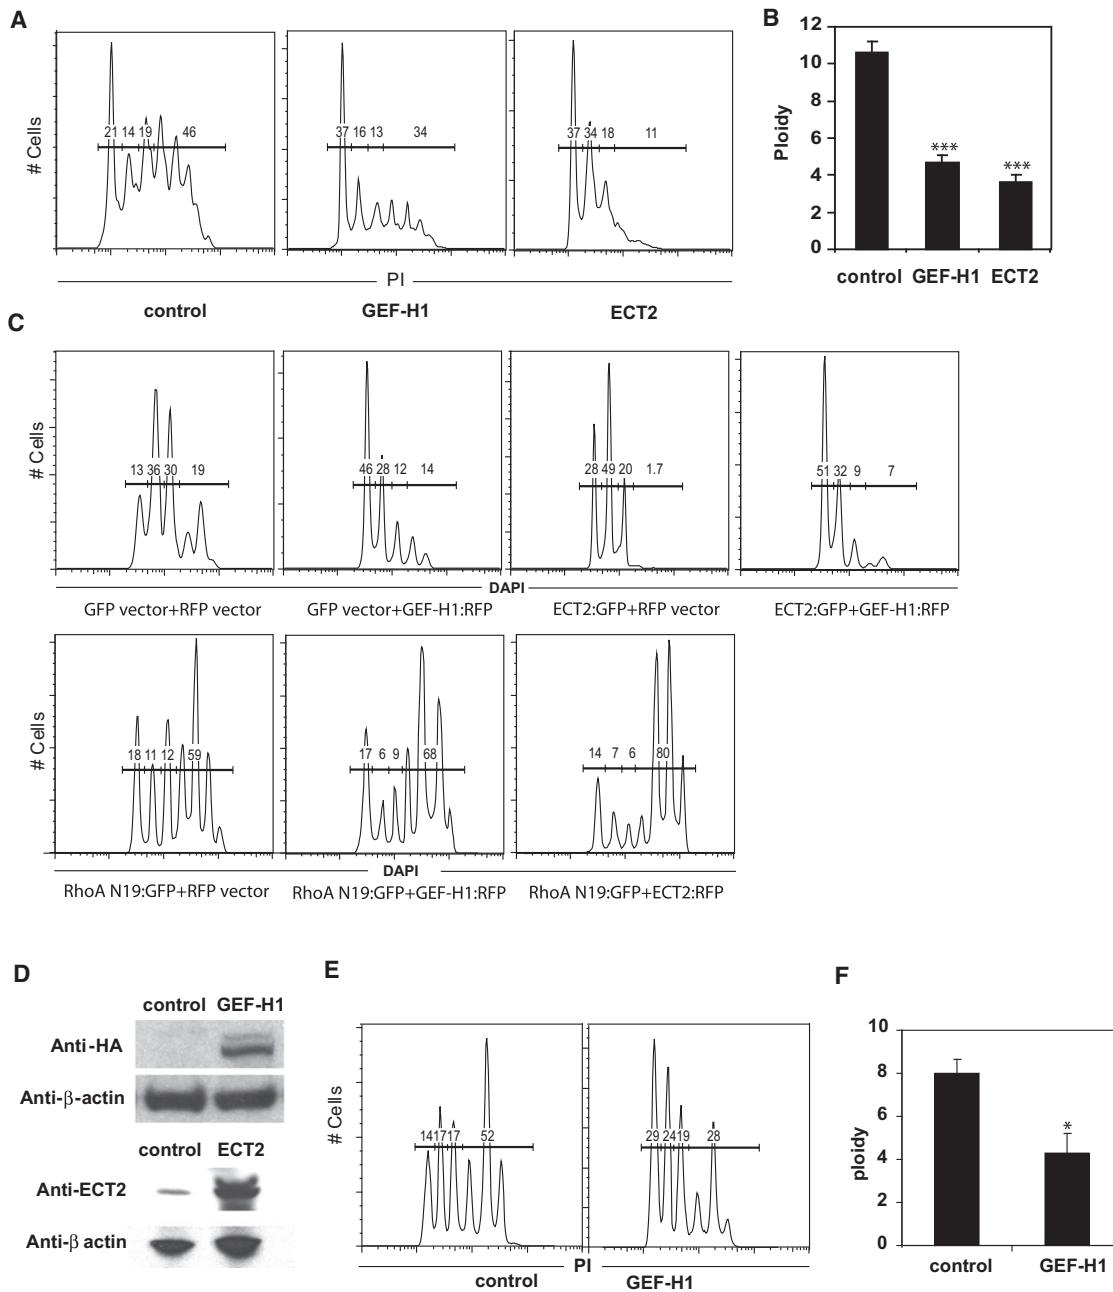 A
# Cells
21 14 19 46
37 16 13 34
37 34 18 11
PI
control GEF-H1 ECT2
B
Ploidy
12
10
8
6
4
2
0
***
***
control GEF-H1 ECT2
C
# Cells
13 36 30 19
46 28 12 14
28 49 20 1.7
51 32 9 7
DAPI
GFP vector+RFP vector
GFP vector+GEF-H1:RFP
ECT2:GFP+RFP vector
ECT2:GFP+GEF-H1:RFP
# Cells
18 11 12 59
17 6 9 68
14 7 6 80
DAPI
RhoA N19:GFP+RFP vector
RhoA N19:GFP+GEF-H1:RFP
RhoA N19:GFP+ECT2:RFP
D
control GEF-H1
Anti-HA
Anti-β-actin
control ECT2
Anti-ECT2
Anti-β actin
E
# Cells
14 17 17 52
29 24 19 28
PI
control GEF-H1
F
ploidy
10
8
6
4
2
0
*
control GEF-H1